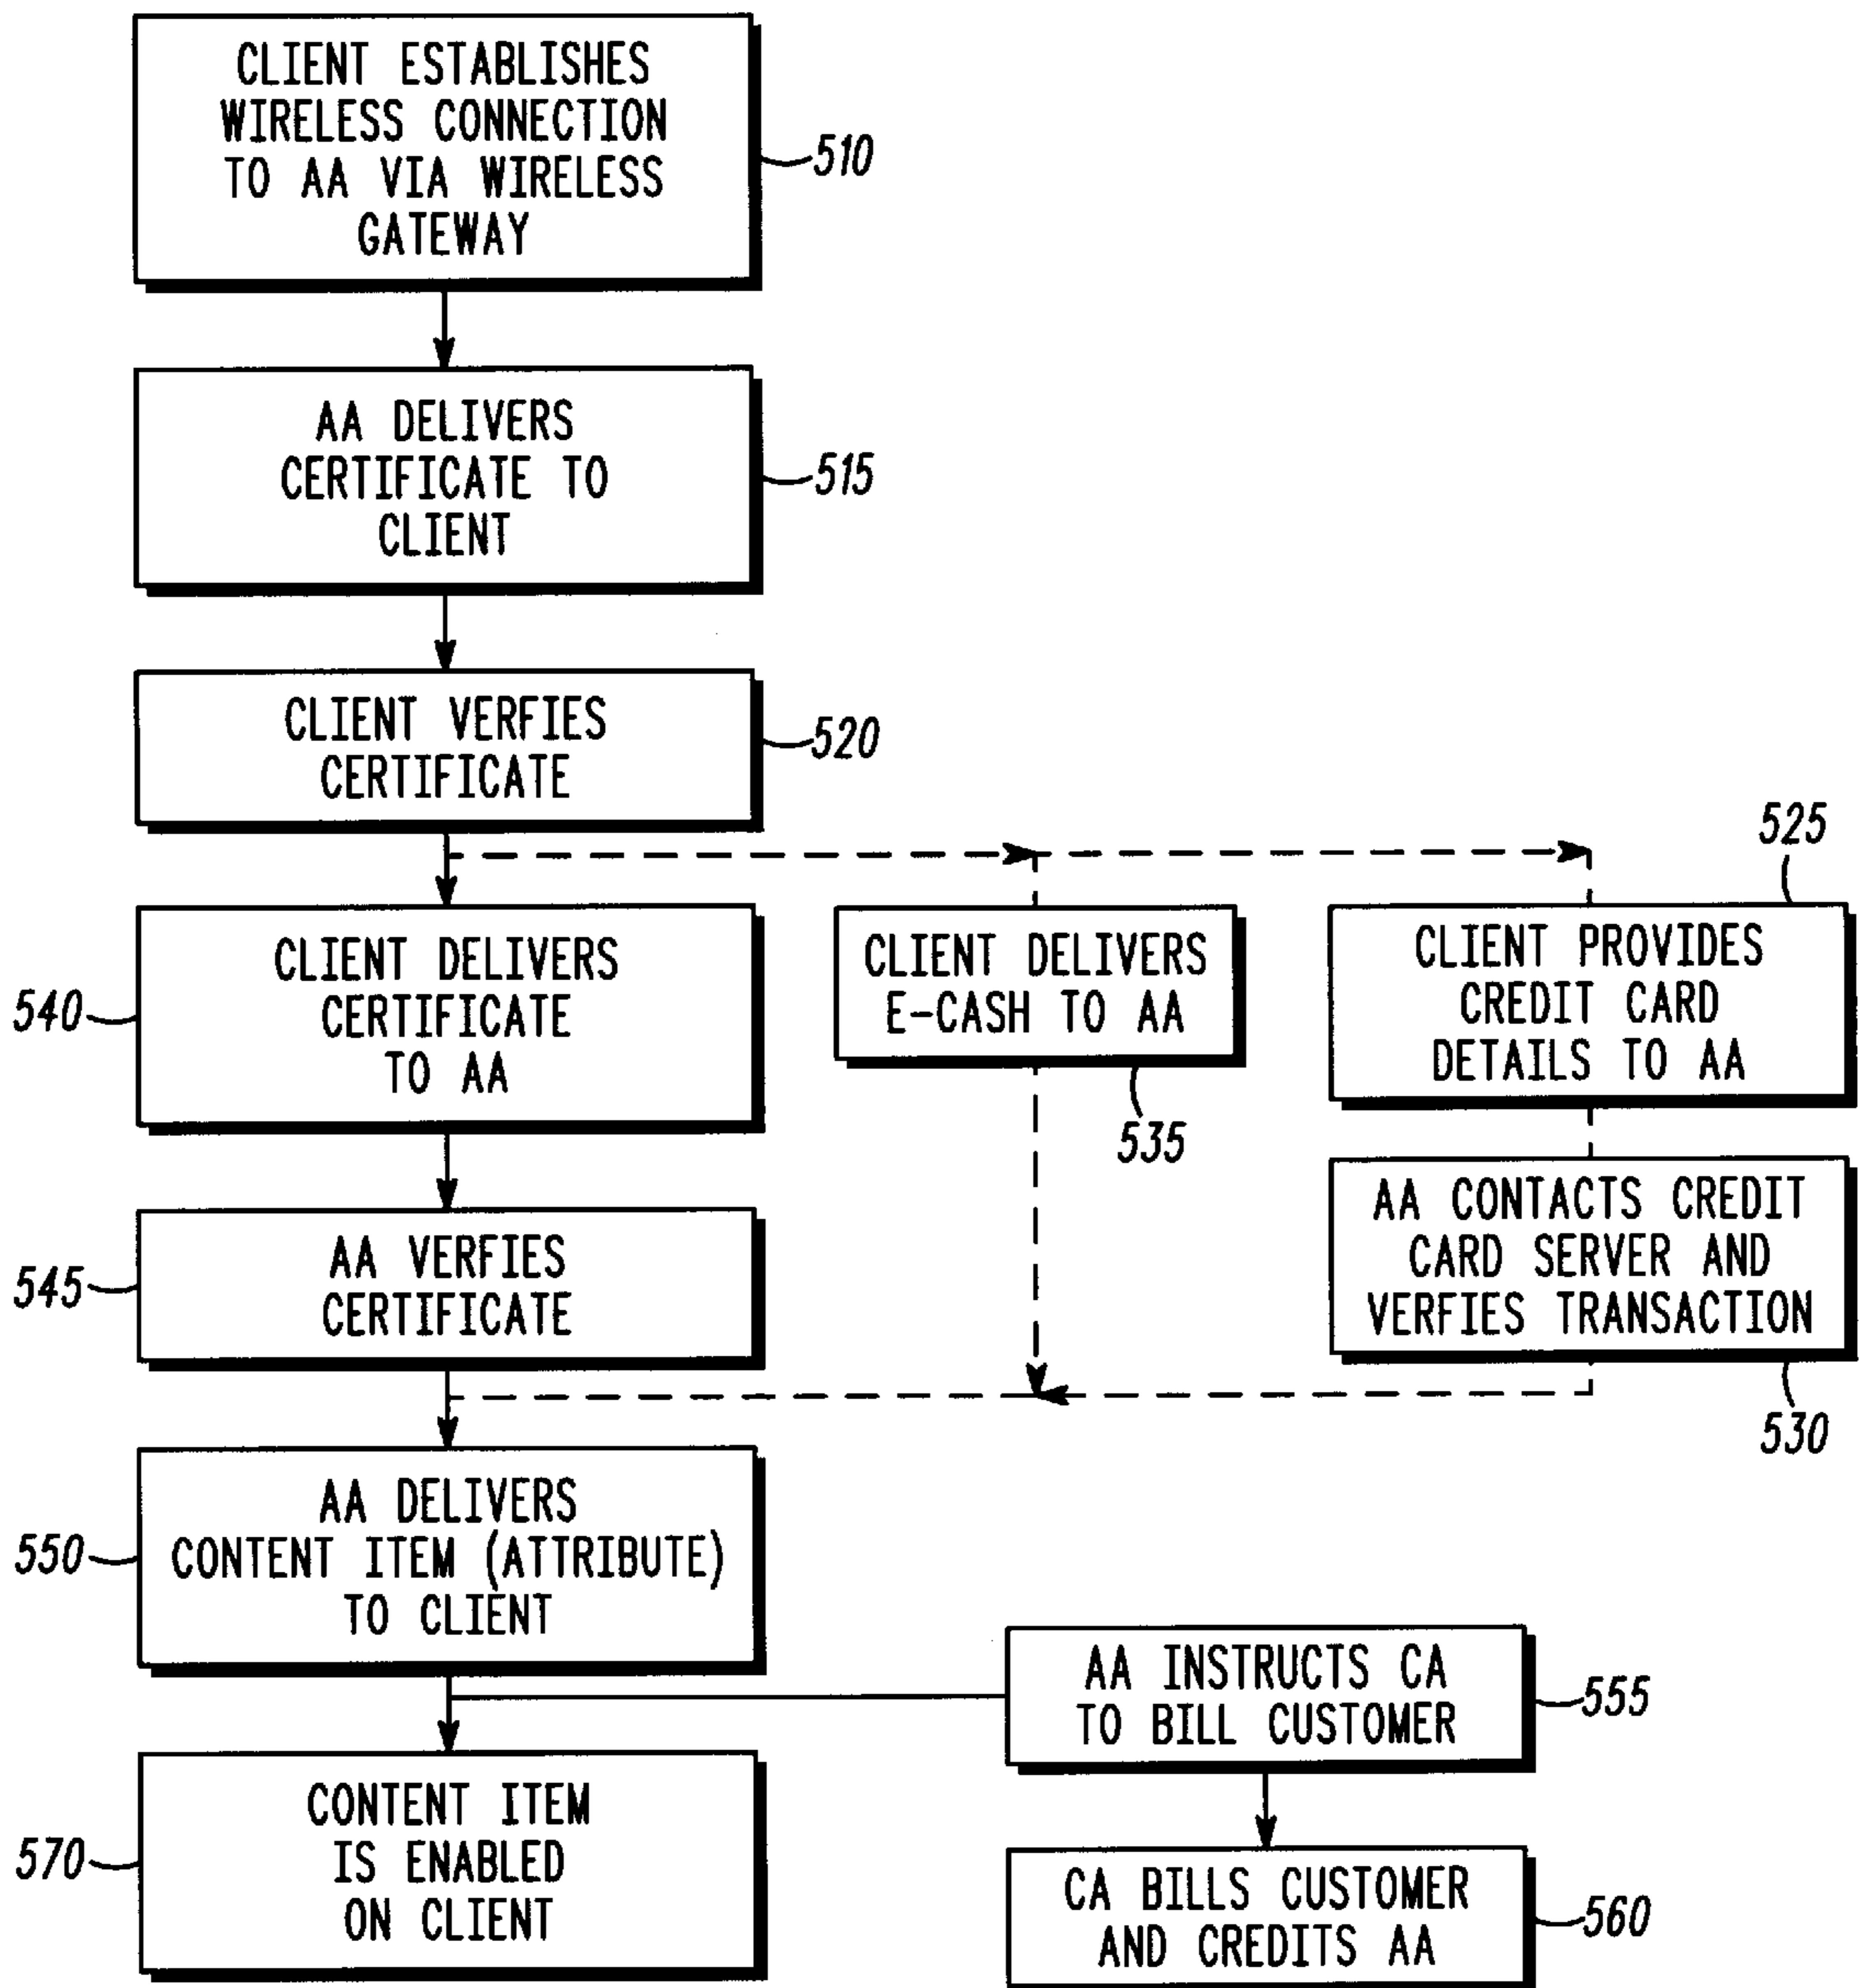 CLIENT ESTABLISHES
WIRELESS CONNECTION
TO AA VIA WIRELESS
GATEWAY
510
AA DELIVERS
CERTIFICATE TO
CLIENT
515
CLIENT VERFIES
CERTIFICATE
520
525
CLIENT DELIVERS
CERTIFICATE
TO AA
540
CLIENT DELIVERS
E-CASH TO AA
535
CLIENT PROVIDES
CREDIT CARD
DETAILS TO AA
AA CONTACTS CREDIT
CARD SERVER AND
VERFIES TRANSACTION
530
AA VERFIES
CERTIFICATE
545
AA DELIVERS
CONTENT ITEM (ATTRIBUTE)
TO CLIENT
550
AA INSTRUCTS CA
TO BILL CUSTOMER
555
CONTENT ITEM
IS ENABLED
ON CLIENT
570
CA BILLS CUSTOMER
AND CREDITS AA
560